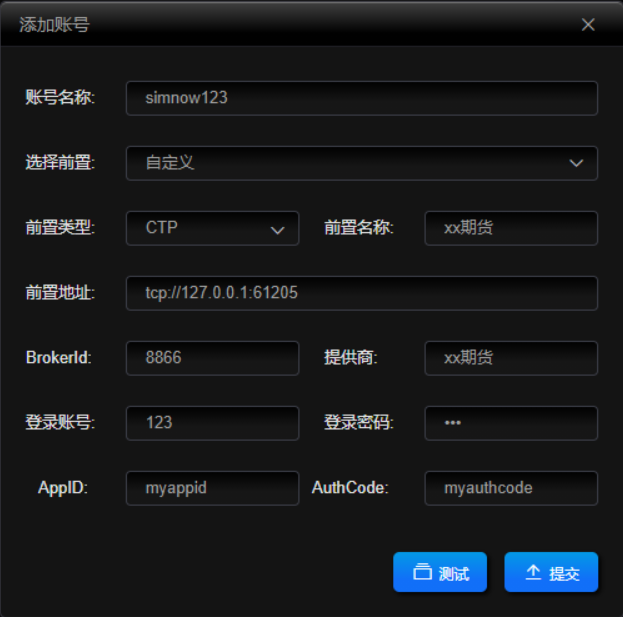 添加账号
账号名称: simnow123
选择前置: 自定义
前置类型: CTP 前置名称: xx期货
前置地址: tcp://127.0.0.1:61205
BrokerId: 8866 提供商: xx期货
登录账号: 123 登录密码: •••
AppID: myappid AuthCode: myauthcode
测试 提交